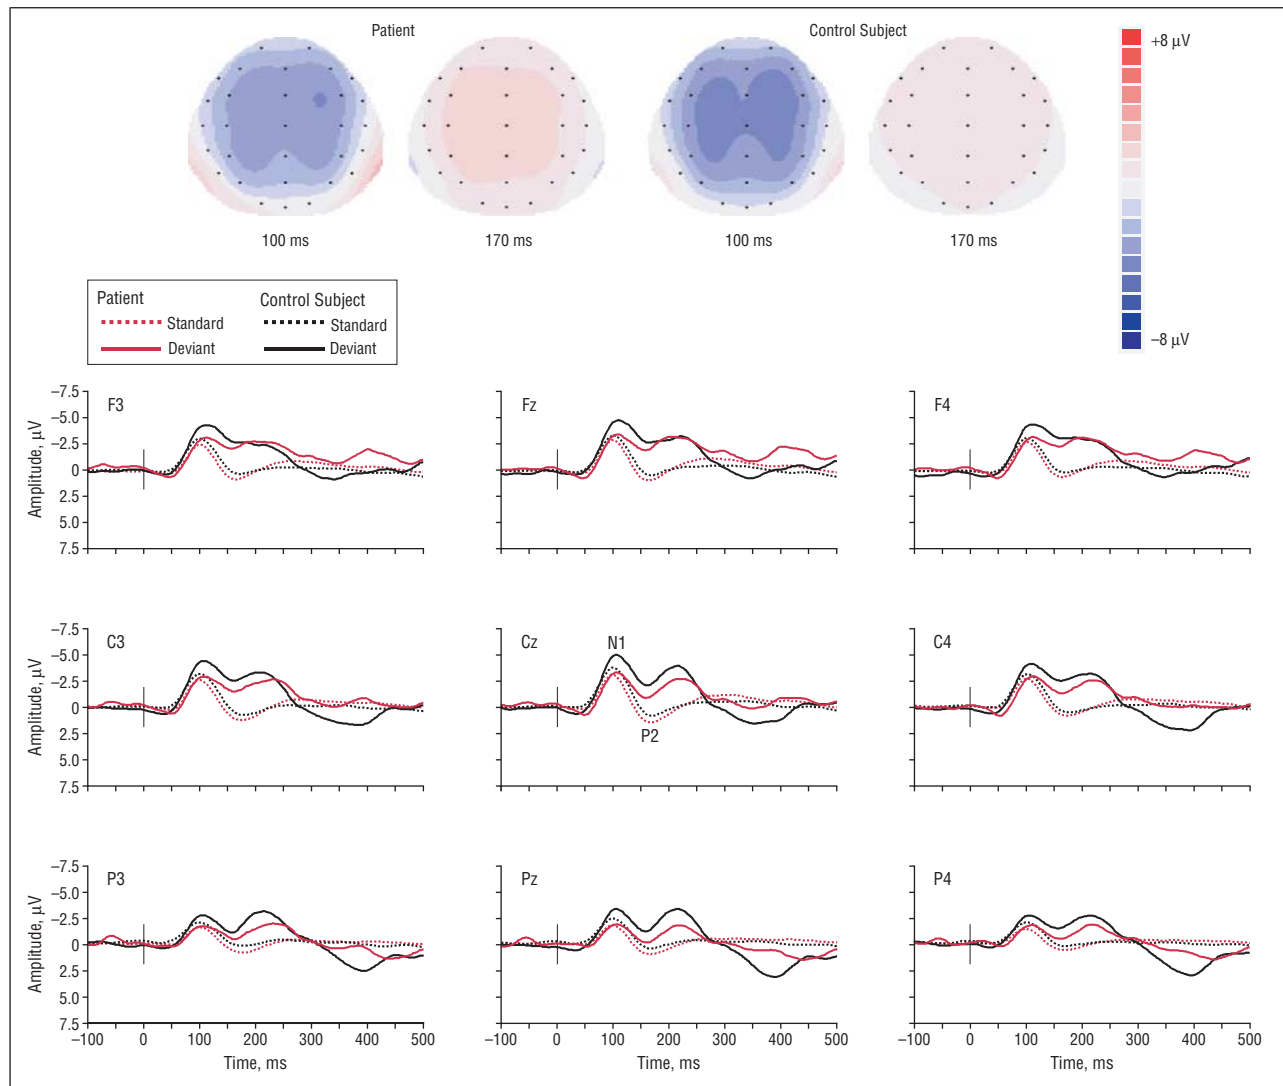 Patient Control Subject
+8 µV
–8 µV
100 ms 170 ms 100 ms 170 ms
Patient Control Subject
Standard Standard
Deviant Deviant
F3 Fz F4
Amplitude, µV
–7.5
–5.0
–2.5
0
2.5
5.0
7.5
C3 Cz C4
N1
P2
Amplitude, µV
–7.5
–5.0
–2.5
0
2.5
5.0
7.5
P3 Pz P4
Amplitude, µV
–7.5
–5.0
–2.5
0
2.5
5.0
7.5
–100 0 100 200 300 400 500 –100 0 100 200 300 400 500 –100 0 100 200 300 400 500
Time, ms Time, ms Time, ms